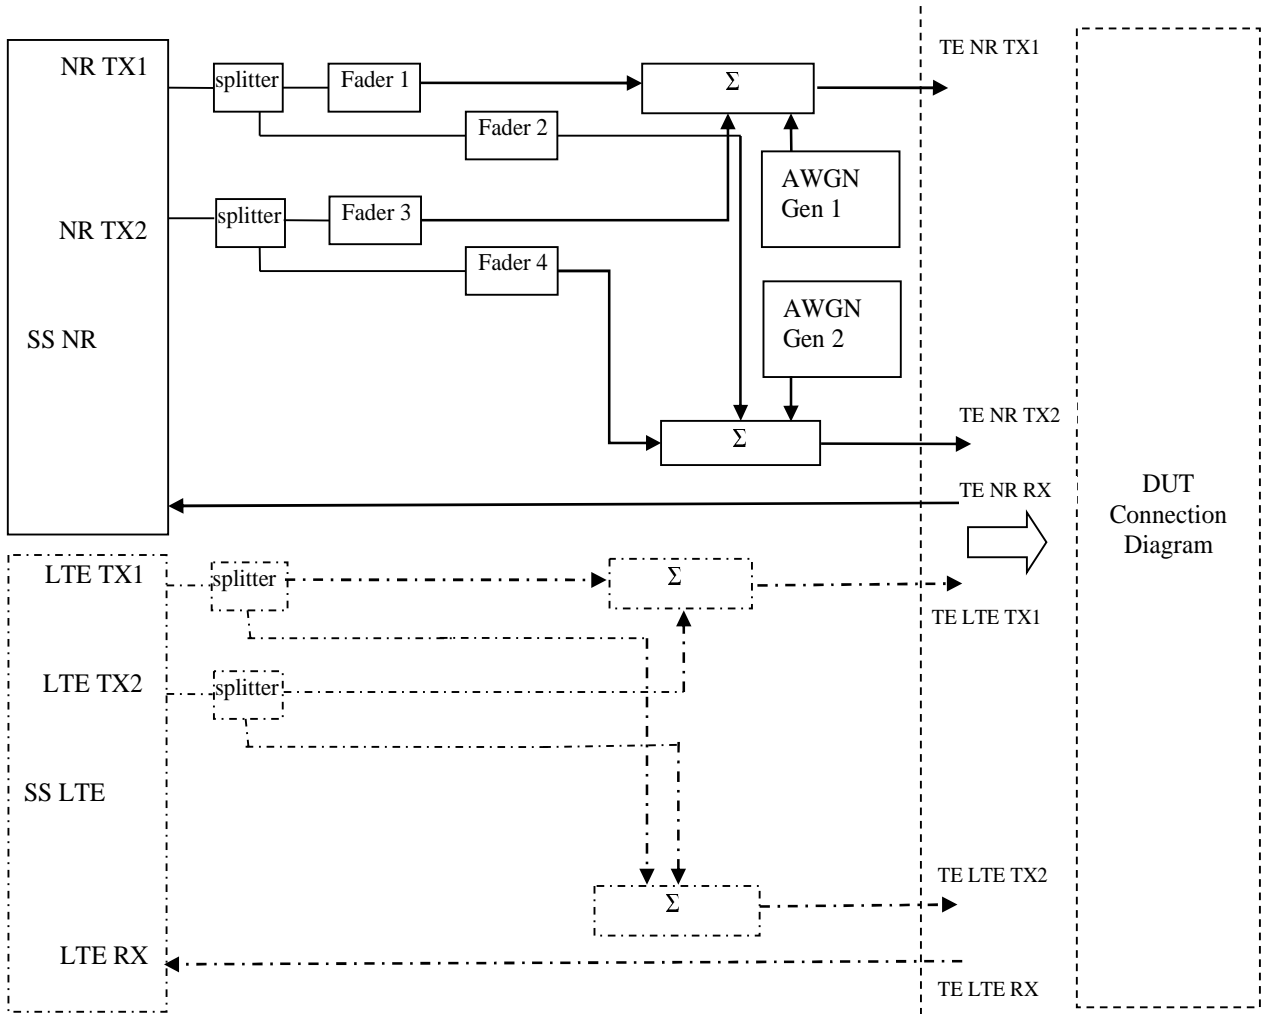 TE NR TX1
NR TX1
splitter
Fader 1
Σ
Fader 2
AWGN
Gen 1
NR TX2
splitter
Fader 3
Fader 4
AWGN
Gen 2
SS NR
TE NR TX2
Σ
TE NR RX
DUT
Connection
Diagram
LTE TX1
splitter
Σ
TE LTE TX1
LTE TX2
splitter
SS LTE
TE LTE TX2
Σ
LTE RX
TE LTE RX